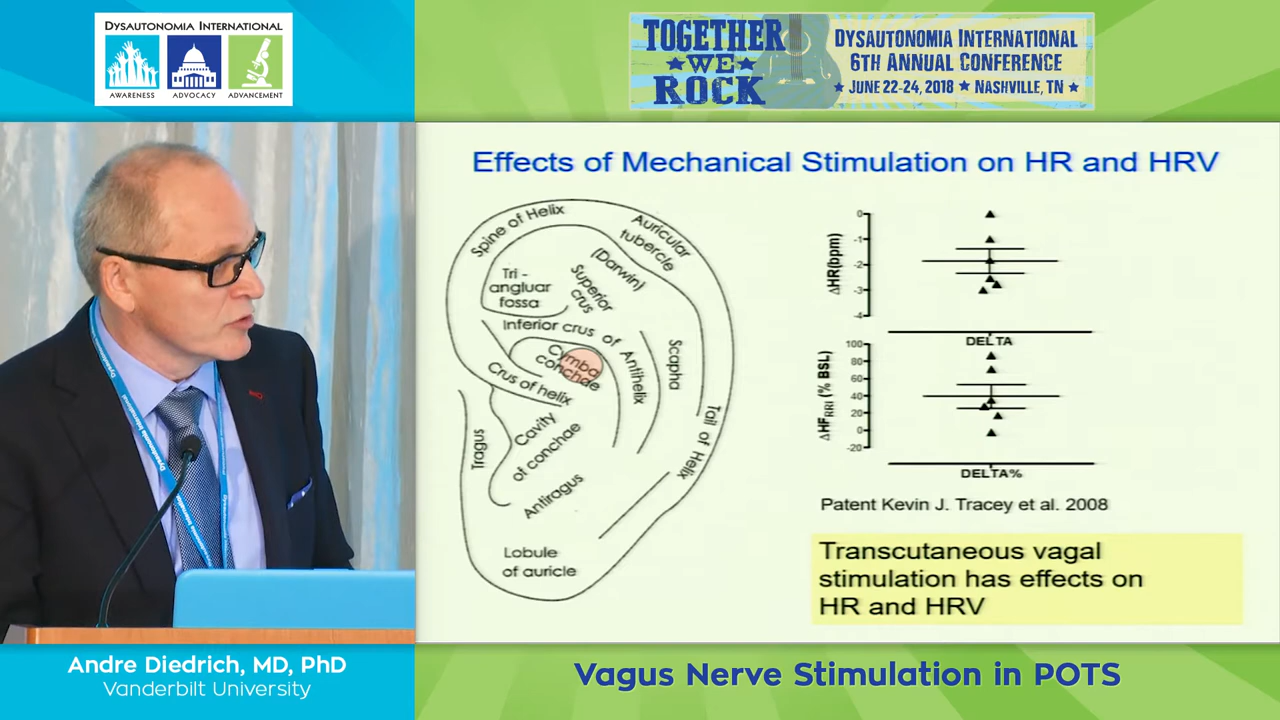 DYSAUTONOMIA INTERNATIONAL
AWARENESS
ADVOCACY
ADVANCEMENT
TOGETHER
WE
ROCK
DYSAUTONOMIA INTERNATIONAL
6TH ANNUAL CONFERENCE
JUNE 22-24, 2018 ★ NASHVILLE, TN
Effects of Mechanical Stimulation on HR and HRV
Spine of Helix
Auricular
tubercle
(Darwin)
Tri -
angluar
fossa
Superior
crus
Inferior crus of Antihelix
Cymba
conchae
Crus of helix
Scapha
Tail of Helix
Tragus
Cavity
of conchae
Antiragus
Lobule
of auricle
ΔHR(bpm)
0
-1
-2
-3
-4
DELTA
ΔHFRRI (% BSL)
100
80
60
40
20
0
-20
DELTA%
Patent Kevin J. Tracey et al. 2008
Transcutaneous vagal
stimulation has effects on
HR and HRV
Dysautonomia International
Andre Diedrich, MD, PhD
Vanderbilt University
Vagus Nerve Stimulation in POTS